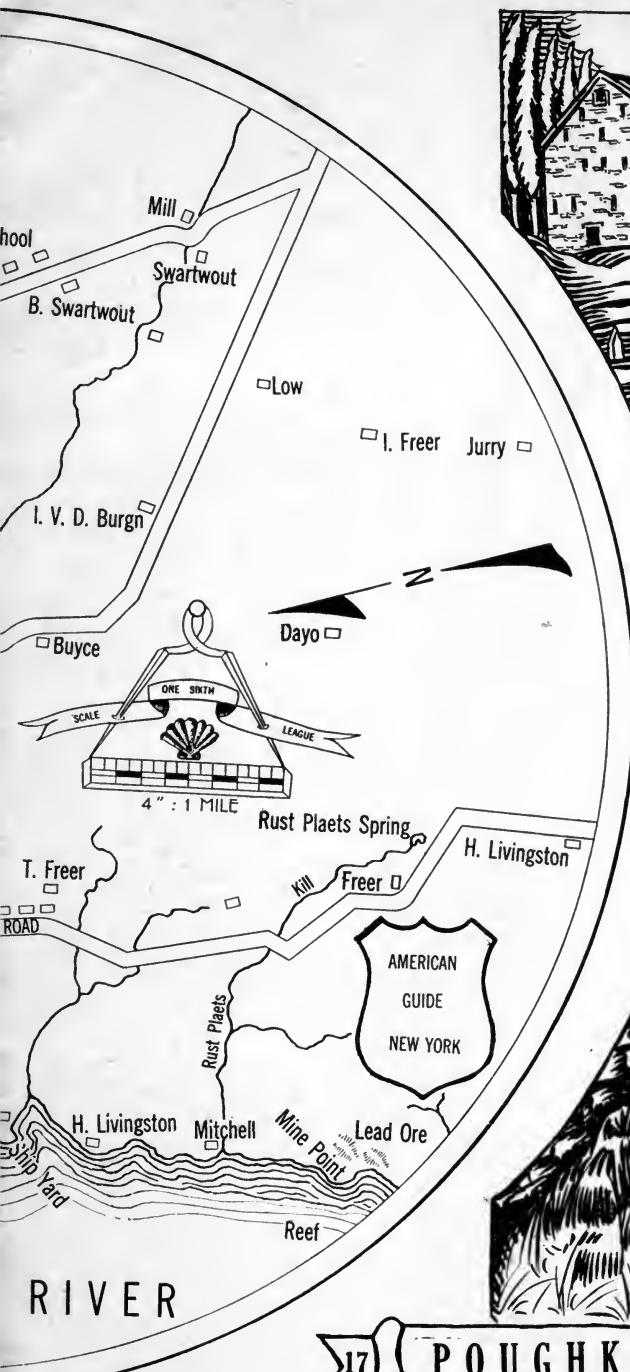 Mill
hool
Swartwout
B. Swartwout
Low
I. Freer
Jurry
I. V. D. Burgn
N
Dayo
Buyce
ONE SIXTH
SCALE
LEAGUE
4" : 1 MILE
Rust Plaets Spring
H. Livingston
T. Freer
Kill
Freer
ROAD
AMERICAN
GUIDE
NEW YORK
Rust Plaets
H. Livingston
Mitchell
Mine Point
Lead Ore
hip Yard
Reef
RIVER
17
POUGHK